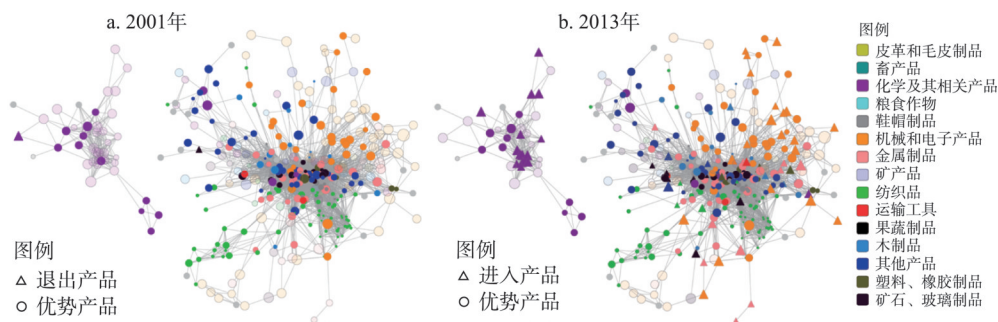 a. 2001年
b. 2013年
图例
退出产品
优势产品
图例
进入产品
优势产品
图例
皮革和毛皮制品
畜产品
化学及其相关产品
粮食作物
鞋帽制品
机械和电子产品
金属制品
矿产品
纺织品
运输工具
果蔬制品
木制品
其他产品
塑料、橡胶制品
矿石、玻璃制品